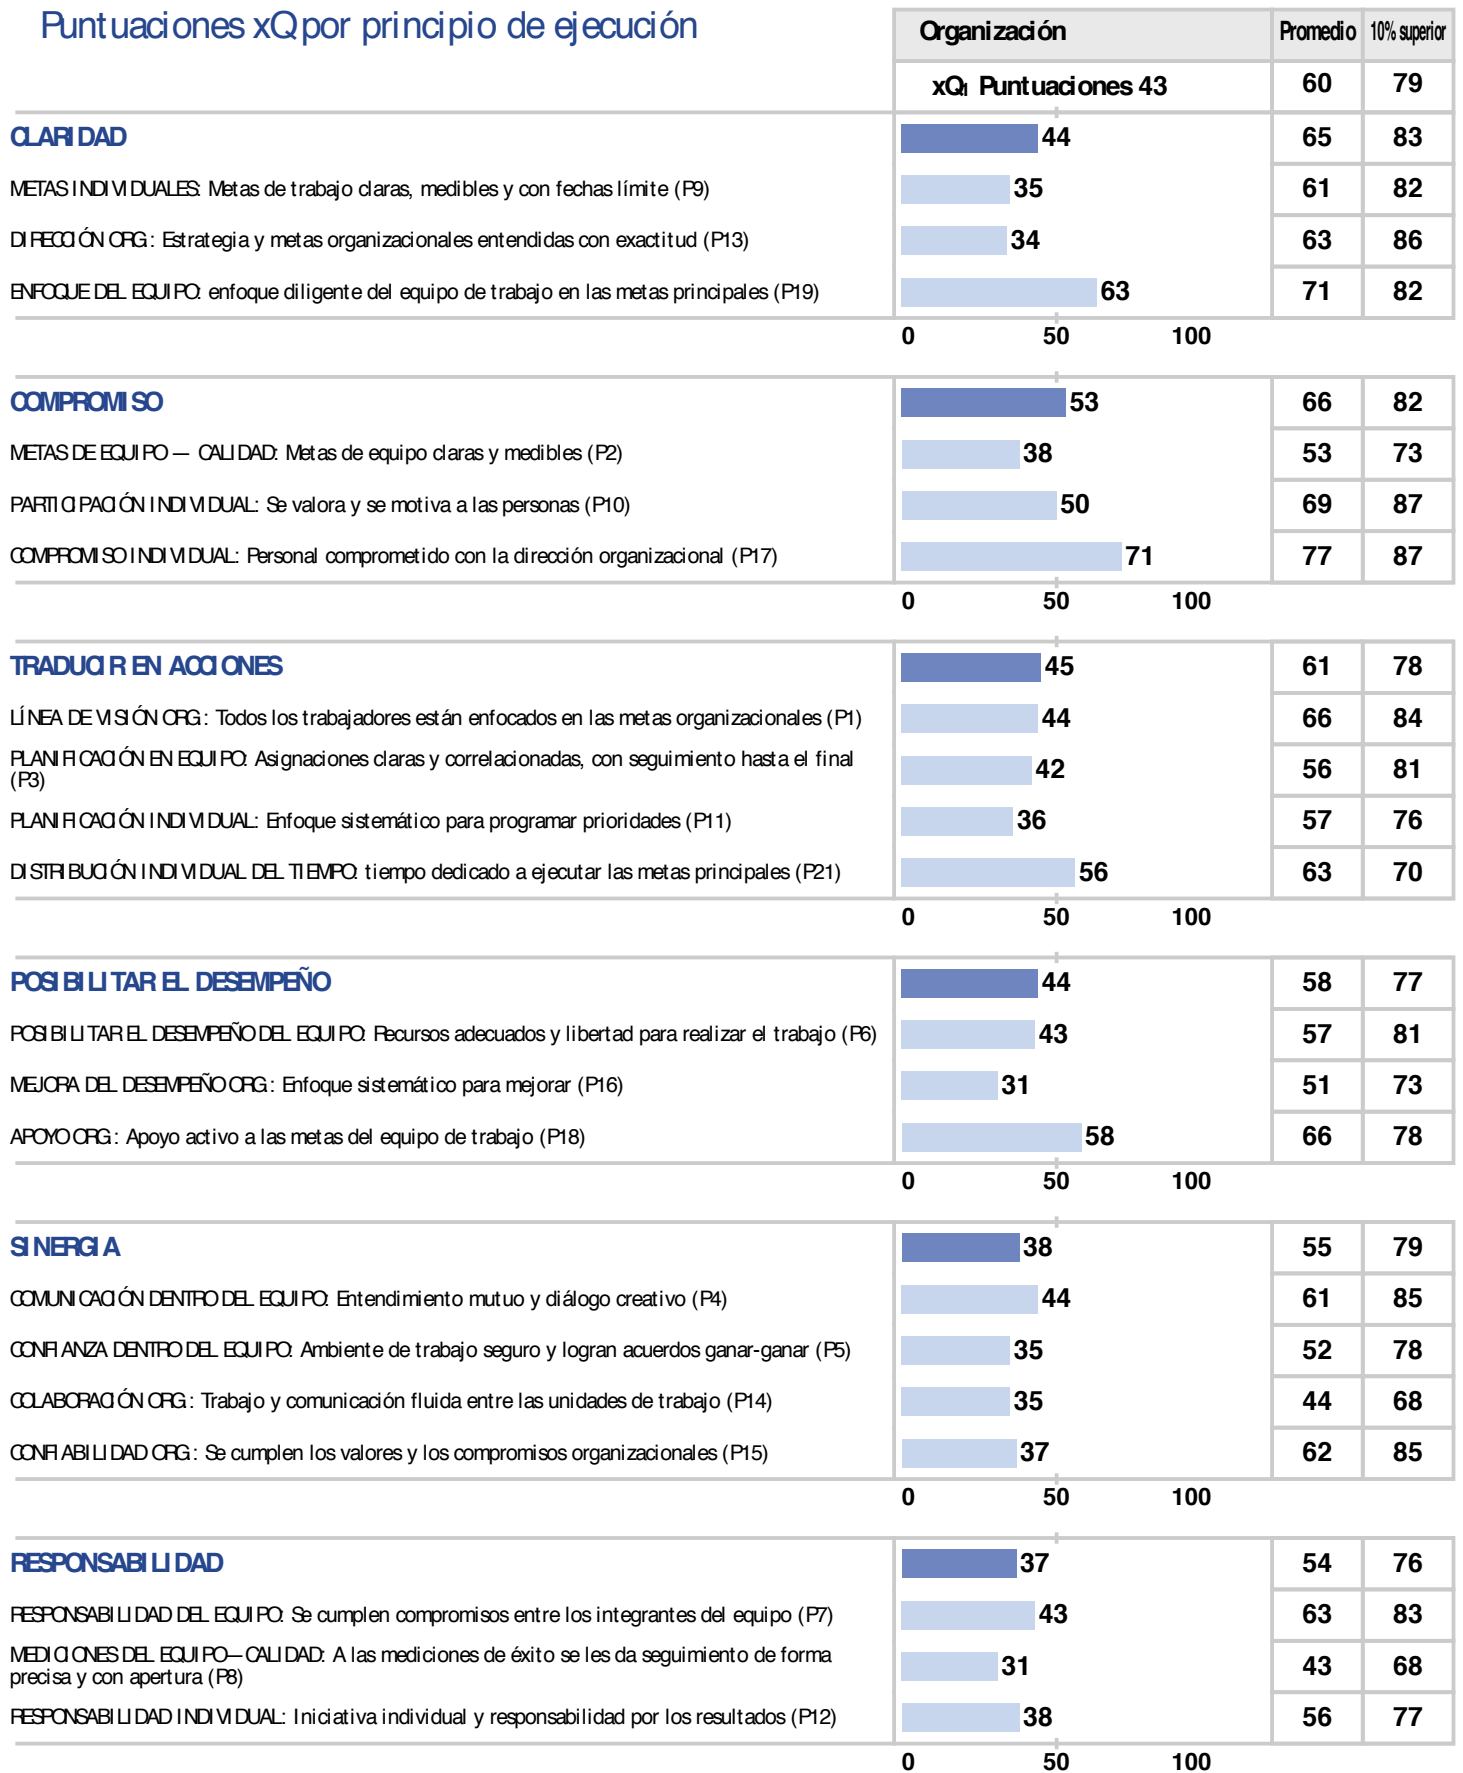 Puntuaciones xQ por principio de ejecución
Organización Promedio 10% superior
xQ1 Puntuaciones 43 60 79
CLARIDAD 44 65 83
METAS INDIVIDUALES: Metas de trabajo claras, medibles y con fechas límite (P9) 35 61 82
DIRECCIÓN ORG.: Estrategia y metas organizacionales entendidas con exactitud (P13) 34 63 86
ENFOQUE DEL EQUIPO: enfoque diligente del equipo de trabajo en las metas principales (P19) 63 71 82
0 50 100
COMPROMISO 53 66 82
METAS DE EQUIPO — CALIDAD: Metas de equipo claras y medibles (P2) 38 53 73
PARTICIPACIÓN INDIVIDUAL: Se valora y se motiva a las personas (P10) 50 69 87
COMPROMISO INDIVIDUAL: Personal comprometido con la dirección organizacional (P17) 71 77 87
0 50 100
TRADUCIR EN ACCIONES 45 61 78
LÍNEA DE VISIÓN ORG.: Todos los trabajadores están enfocados en las metas organizacionales (P1) 44 66 84
PLANIFICACIÓN EN EQUIPO: Asignaciones claras y correlacionadas, con seguimiento hasta el final
(P3) 42 56 81
PLANIFICACIÓN INDIVIDUAL: Enfoque sistemático para programar prioridades (P11) 36 57 76
DISTRIBUCIÓN INDIVIDUAL DEL TIEMPO: tiempo dedicado a ejecutar las metas principales (P21) 56 63 70
0 50 100
POSIBILITAR EL DESEMPEÑO 44 58 77
POSIBILITAR EL DESEMPEÑO DEL EQUIPO: Recursos adecuados y libertad para realizar el trabajo (P6) 43 57 81
MEJORA DEL DESEMPEÑO ORG.: Enfoque sistemático para mejorar (P16) 31 51 73
APOYO ORG.: Apoyo activo a las metas del equipo de trabajo (P18) 58 66 78
0 50 100
SINERGIA 38 55 79
COMUNICACIÓN DENTRO DEL EQUIPO: Entendimiento mutuo y diálogo creativo (P4) 44 61 85
CONFIANZA DENTRO DEL EQUIPO: Ambiente de trabajo seguro y logran acuerdos ganar-ganar (P5) 35 52 78
COLABORACIÓN ORG.: Trabajo y comunicación fluida entre las unidades de trabajo (P14) 35 44 68
CONFIABILIDAD ORG.: Se cumplen los valores y los compromisos organizacionales (P15) 37 62 85
0 50 100
RESPONSABILIDAD 37 54 76
RESPONSABILIDAD DEL EQUIPO: Se cumplen compromisos entre los integrantes del equipo (P7) 43 63 83
MEDICIONES DEL EQUIPO—CALIDAD: A las mediciones de éxito se les da seguimiento de forma
precisa y con apertura (P8) 31 43 68
RESPONSABILIDAD INDIVIDUAL: Iniciativa individual y responsabilidad por los resultados (P12) 38 56 77
0 50 100